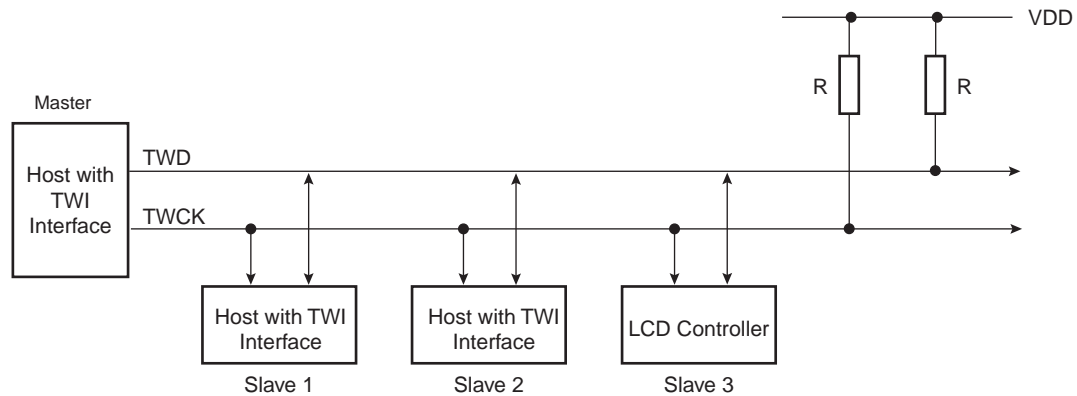 VDD
R
R
Master
Host with
TWI
Interface
TWD
TWCK
Host with TWI
Interface
Slave 1
Host with TWI
Interface
Slave 2
LCD Controller
Slave 3